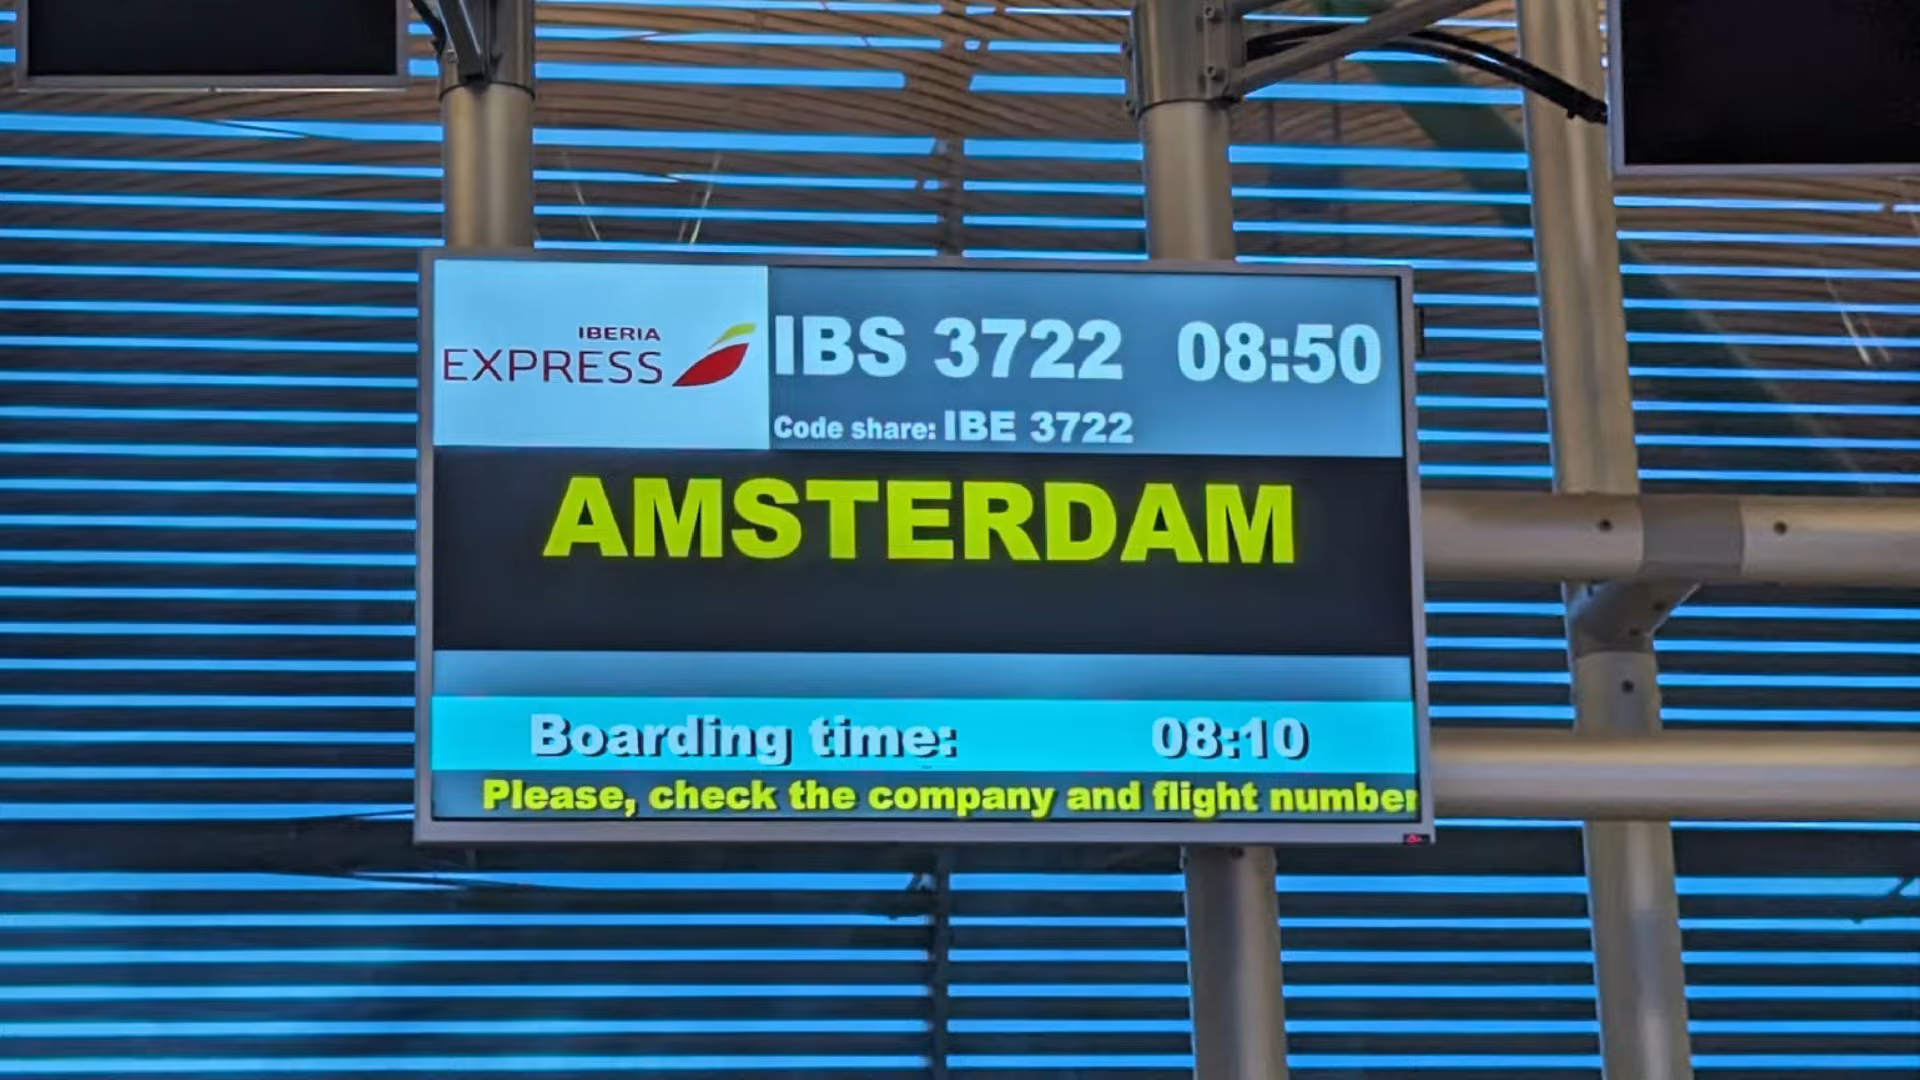 IBERIA
EXPRESS
IBS 3722 08:50
Code share: IBE 3722
AMSTERDAM
Boarding time: 08:10
Please, check the company and flight number